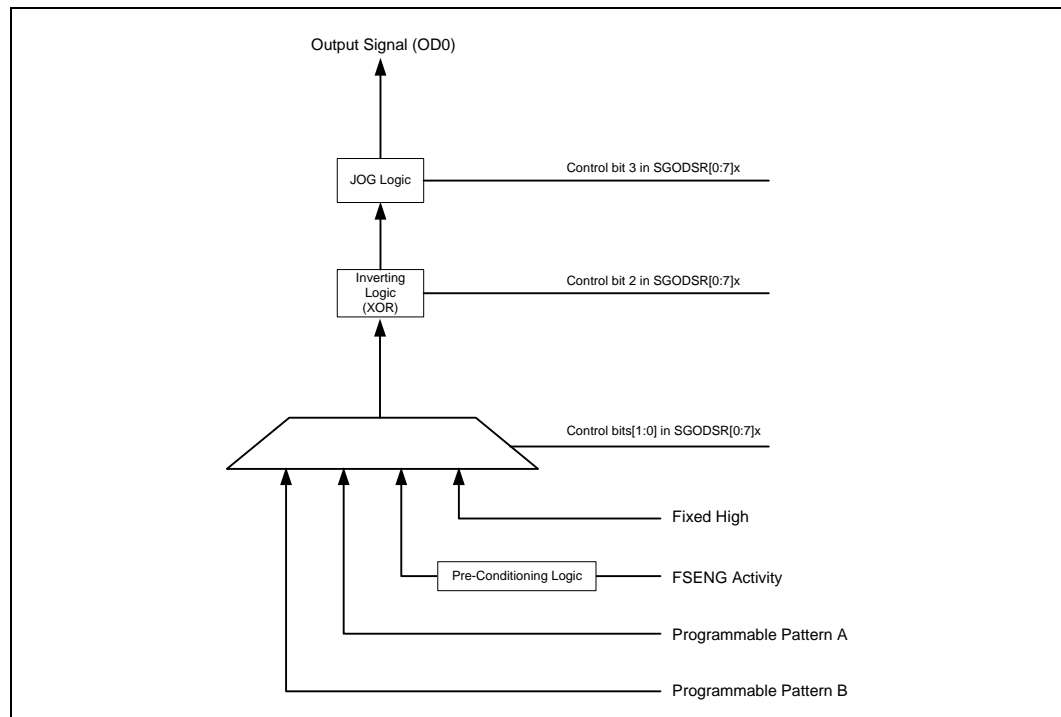 Output Signal (OD0)
JOG Logic
Control bit 3 in SGODSR[0:7]x
Inverting
Logic
(XOR)
Control bit 2 in SGODSR[0:7]x
Control bits[1:0] in SGODSR[0:7]x
Fixed High
Pre-Conditioning Logic
FSENG Activity
Programmable Pattern A
Programmable Pattern B